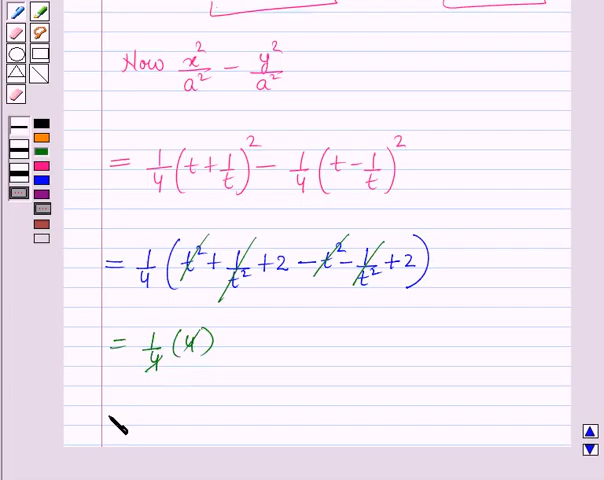 Now x²/a² − y²/a²
= 1/4 (t + 1/t)² − 1/4 (t − 1/t)²
= 1/4 (t² + 1/t² + 2 − t² − 1/t² + 2)
= 1/4 (4)